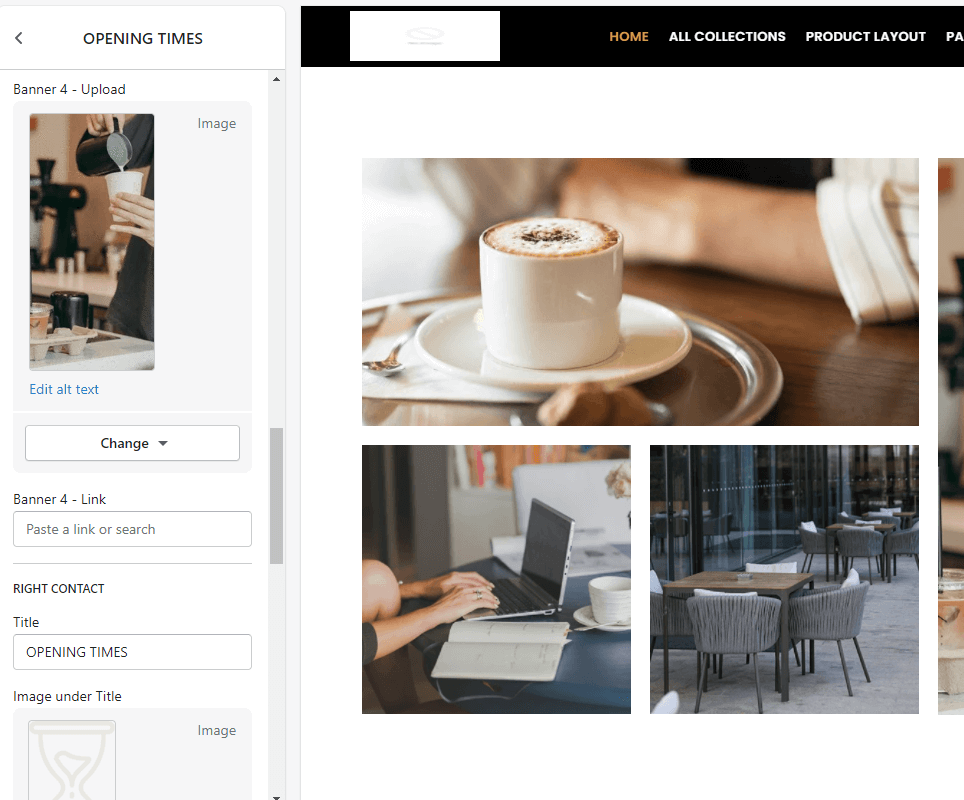 OPENING TIMES
Banner 4 - Upload
Image
Edit alt text
Change
Banner 4 - Link
Paste a link or search
RIGHT CONTACT
Title
OPENING TIMES
Image under Title
Image
HOME ALL COLLECTIONS PRODUCT LAYOUT PA